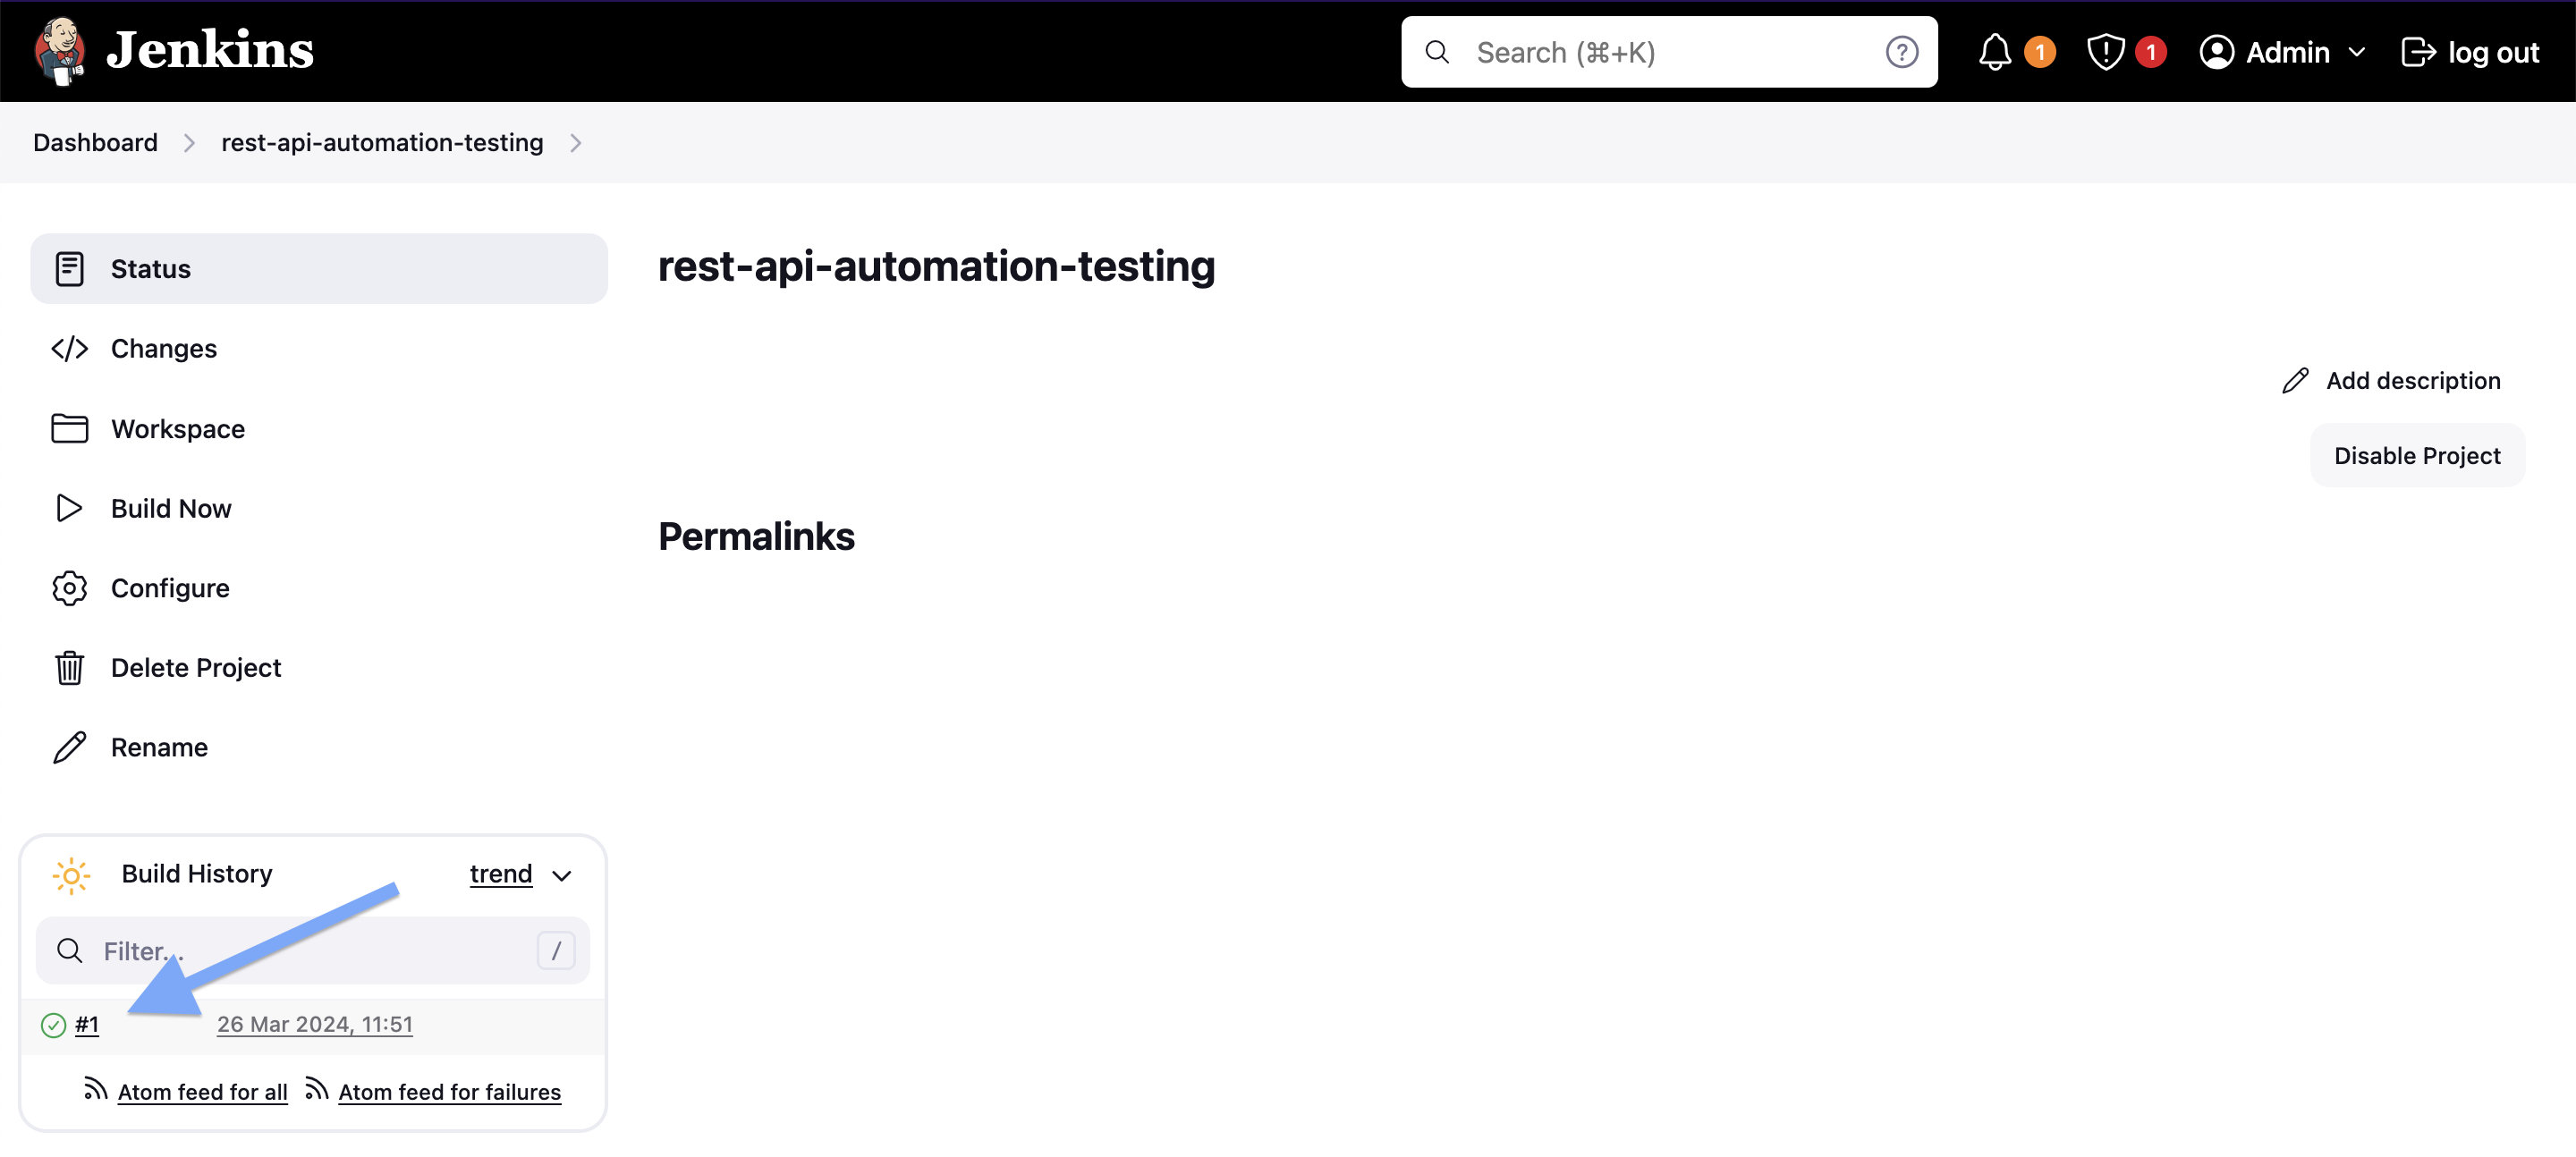 Jenkins
Search (⌘+K)
?
1
1
Admin
log out
Dashboard
rest-api-automation-testing
Status
rest-api-automation-testing
Changes
Add description
Workspace
Disable Project
Build Now
Permalinks
Configure
Delete Project
Rename
Build History
trend
Filter...
/
#1
26 Mar 2024, 11:51
Atom feed for all
Atom feed for failures